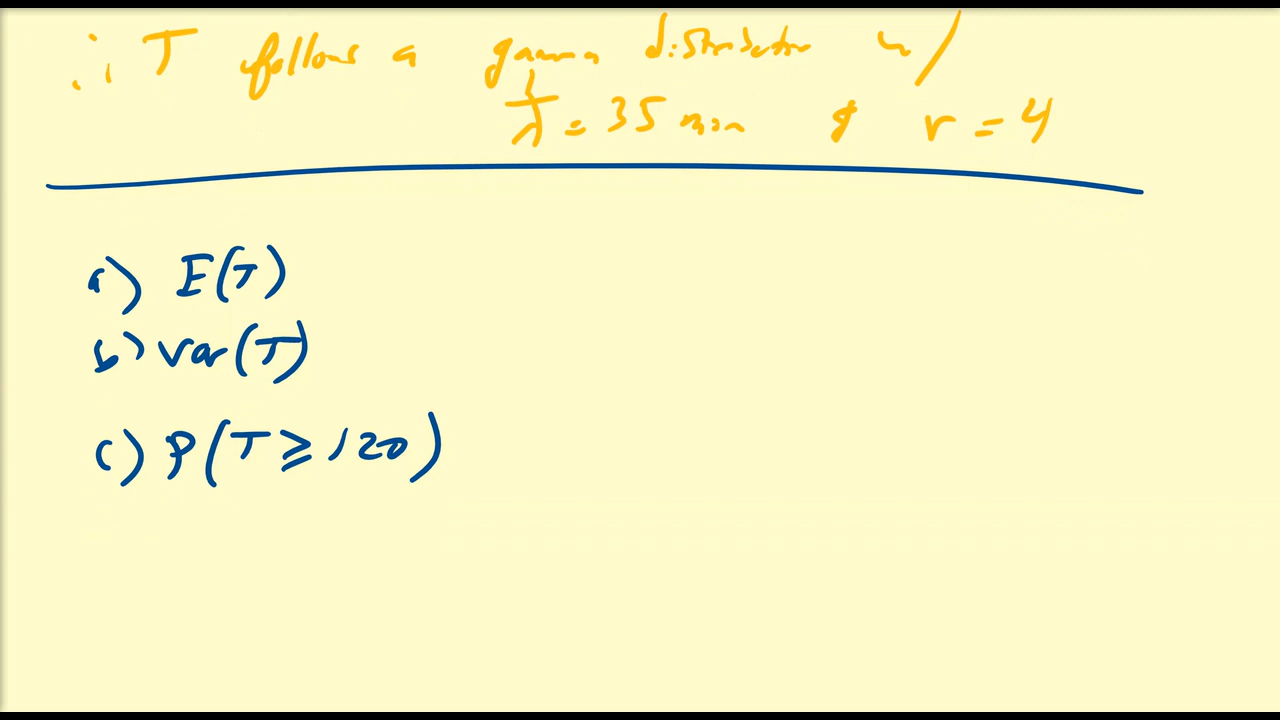 ∴ T follows a gamma distribution w/
1/λ = 35 min & r = 4
a) E(T)
b) Var(T)
c) P(T ≥ 120)